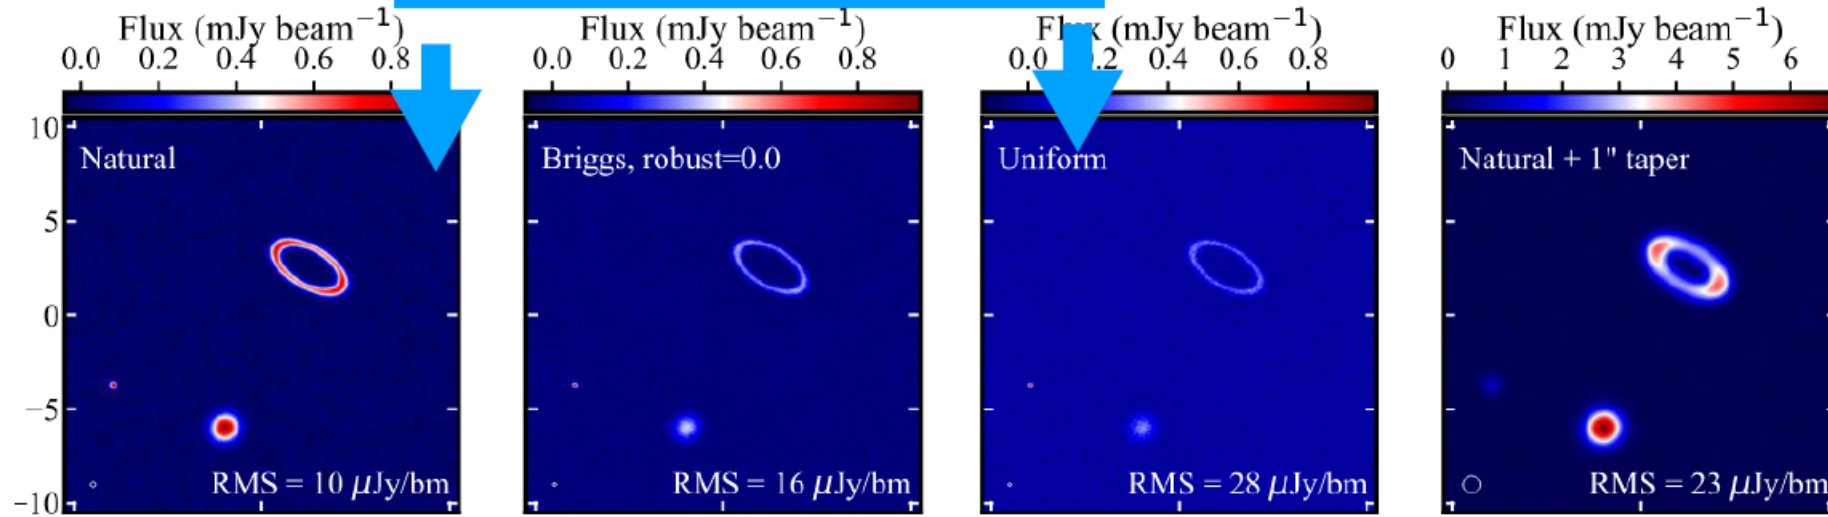 Flux (mJy beam⁻¹)
0.0 0.2 0.4 0.6 0.8
Natural
10
5
0
−5
−10
RMS = 10 μJy/bm
Flux (mJy beam⁻¹)
0.0 0.2 0.4 0.6 0.8
Briggs, robust=0.0
RMS = 16 μJy/bm
Flux (mJy beam⁻¹)
0.0 0.2 0.4 0.6 0.8
Uniform
RMS = 28 μJy/bm
Flux (mJy beam⁻¹)
0 1 2 3 4 5 6
Natural + 1" taper
RMS = 23 μJy/bm